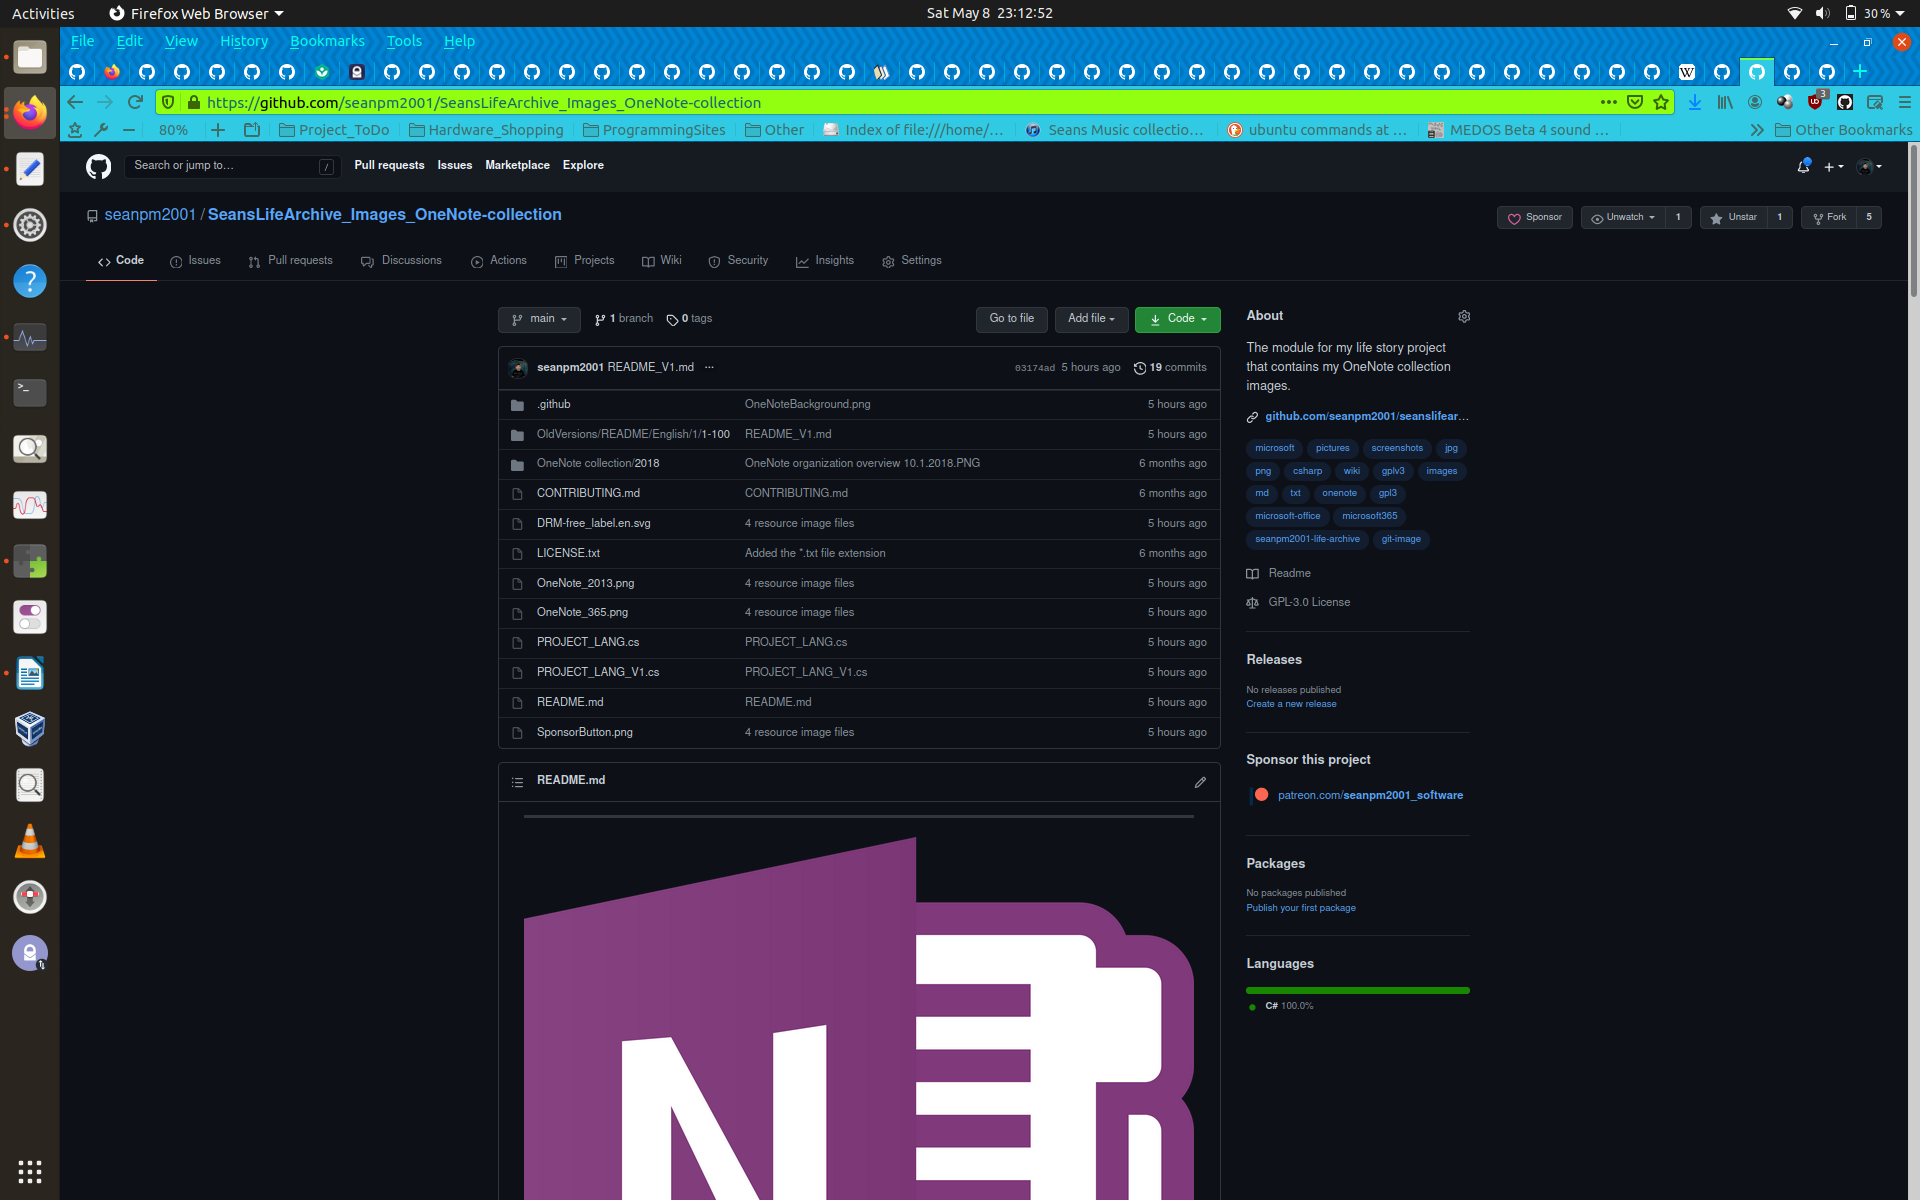 Activities
Firefox Web Browser
Sat May 8 23:12:52
30 %
File Edit View History Bookmarks Tools Help
W
https://github.com/seanpm2001/SeansLifeArchive_Images_OneNote-collection
3
80%
Project_ToDo
Hardware_Shopping
ProgrammingSites
Other
Index of file:///home/...
Seans Music collectio...
ubuntu commands at ...
MEDOS Beta 4 sound ...
Other Bookmarks
Search or jump to...
/
Pull requests Issues Marketplace Explore
seanpm2001 / SeansLifeArchive_Images_OneNote-collection
Sponsor
Unwatch 1
Unstar 1
Fork 5
Code
Issues
Pull requests
Discussions
Actions
Projects
Wiki
Security
Insights
Settings
main
1 branch
0 tags
Go to file
Add file
Code
seanpm2001 README_V1.md ...
03174ad 5 hours ago 19 commits
.github OneNoteBackground.png 5 hours ago
OldVersions/README/English/1/1-100 README_V1.md 5 hours ago
OneNote collection/2018 OneNote organization overview 10.1.2018.PNG 6 months ago
CONTRIBUTING.md CONTRIBUTING.md 6 months ago
DRM-free_label.en.svg 4 resource image files 5 hours ago
LICENSE.txt Added the *.txt file extension 6 months ago
OneNote_2013.png 4 resource image files 5 hours ago
OneNote_365.png 4 resource image files 5 hours ago
PROJECT_LANG.cs PROJECT_LANG.cs 5 hours ago
PROJECT_LANG_V1.cs PROJECT_LANG_V1.cs 5 hours ago
README.md README.md 5 hours ago
SponsorButton.png 4 resource image files 5 hours ago
README.md
N
About
The module for my life story project
that contains my OneNote collection
images.
github.com/seanpm2001/seanslifear...
microsoft pictures screenshots jpg
png csharp wiki gplv3 images
md txt onenote gpl3
microsoft-office microsoft365
seanpm2001-life-archive git-image
Readme
GPL-3.0 License
Releases
No releases published
Create a new release
Sponsor this project
patreon.com/seanpm2001_software
Packages
No packages published
Publish your first package
Languages
C# 100.0%